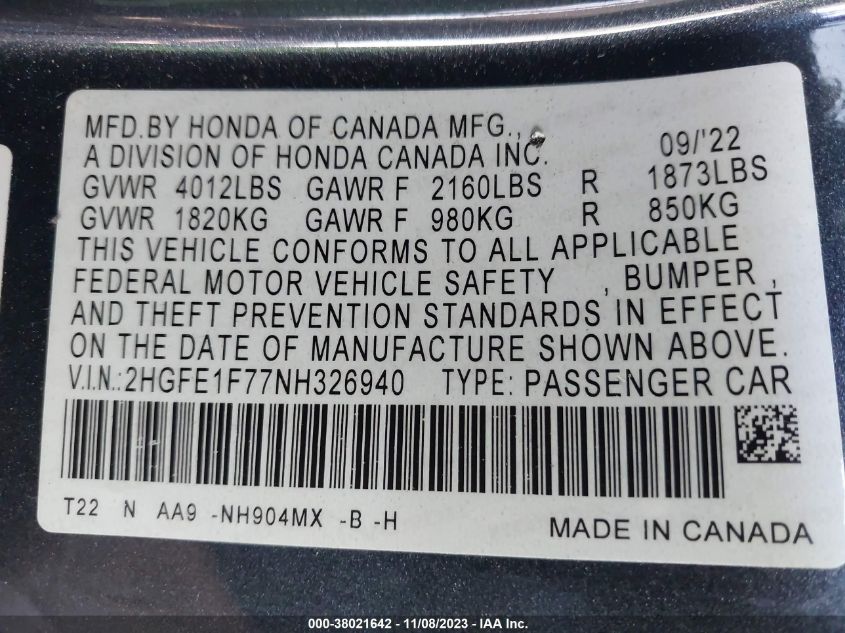 MFD.BY HONDA OF CANADA MFG.,
A DIVISION OF HONDA CANADA INC. 09/'22
GVWR 4012LBS GAWR F 2160LBS R 1873LBS
GVWR 1820KG GAWR F 980KG R 850KG
THIS VEHICLE CONFORMS TO ALL APPLICABLE
FEDERAL MOTOR VEHICLE SAFETY , BUMPER ,
AND THEFT PREVENTION STANDARDS IN EFFECT
ON THE DATE OF MANUFACTURE SHOWN ABOVE.
V.I.N.:2HGFE1F77NH326940 TYPE: PASSENGER CAR
T22 N AA9 -NH904MX -B -H
MADE IN CANADA
000-38021642 - 11/08/2023 - IAA Inc.